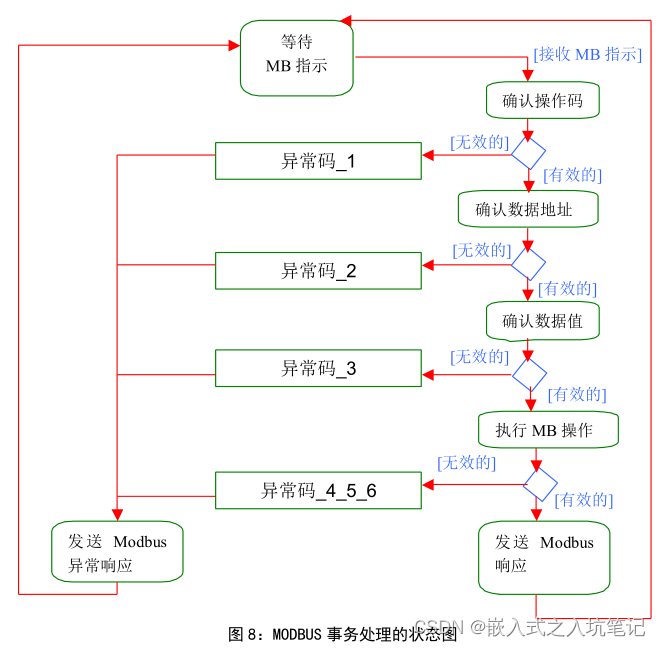 等待
MB 指示
[接收 MB 指示]
确认操作码
[无效的]
异常码_1
[有效的]
确认数据地址
[无效的]
异常码_2
[有效的]
确认数据值
[无效的]
异常码_3
[有效的]
执行 MB 操作
[无效的]
异常码_4_5_6
[有效的]
发送 Modbus
异常响应
发送 Modbus
响应
图 8：MODBUS 事务处理的状态图
CSDN @嵌入式之入坑笔记